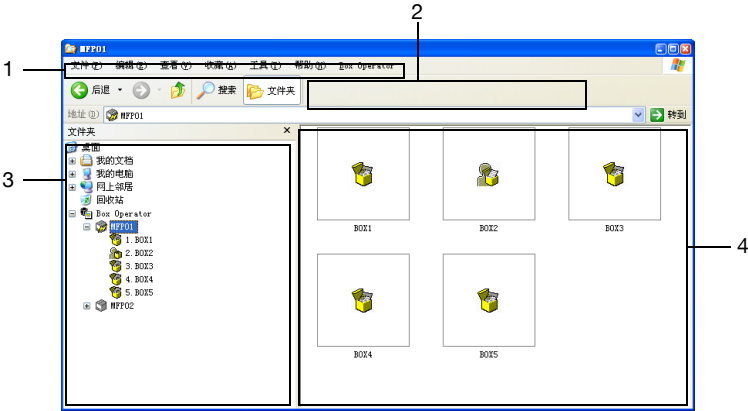 2
MFP01
1
文件(F) 编辑(E) 查看(V) 收藏(A) 工具(T) 帮助(H) Box Operator
后退 搜索 文件夹
地址(D) MFP01 转到
文件夹 ×
3
桌面
我的文档
我的电脑
网上邻居
回收站
Box Operator
MFP01
1. BOX1
2. BOX2
3. BOX3
4. BOX4
5. BOX5
MFP02
BOX1 BOX2 BOX3
4
BOX4 BOX5